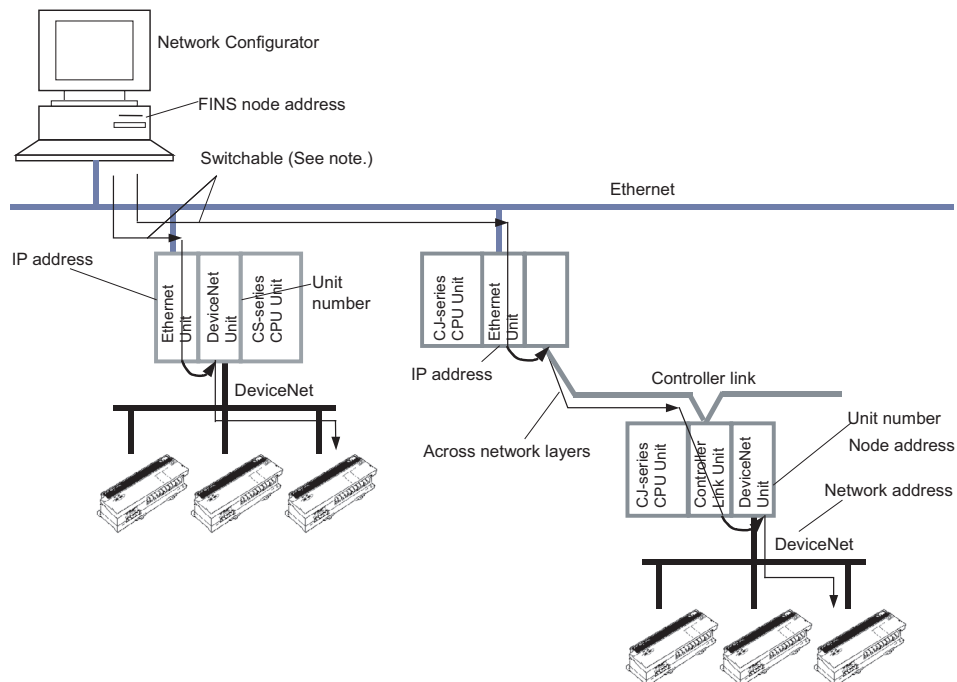 Network Configurator
FINS node address
Switchable (See note.)
Ethernet
IP address
Ethernet
Unit
DeviceNet
Unit
CS-series
CPU Unit
Unit
number
DeviceNet
CJ-series
CPU Unit
Ethernet
Unit
IP address
Controller link
Across network layers
CJ-series
CPU Unit
Controller
Link Unit
DeviceNet
Unit
Unit number
Node address
Network address
DeviceNet